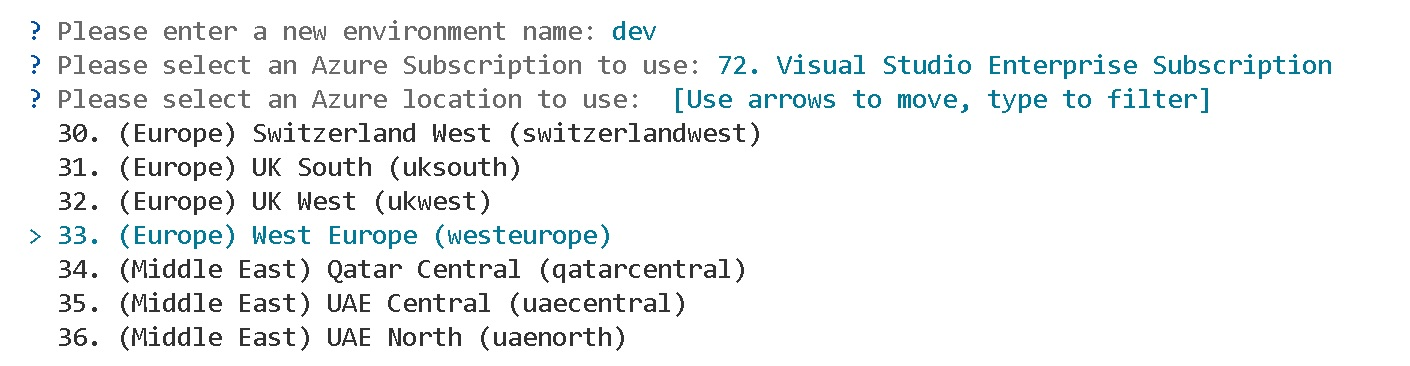 ? Please enter a new environment name: dev
? Please select an Azure Subscription to use: 72. Visual Studio Enterprise Subscription
? Please select an Azure location to use:  [Use arrows to move, type to filter]
  30. (Europe) Switzerland West (switzerlandwest)
  31. (Europe) UK South (uksouth)
  32. (Europe) UK West (ukwest)
> 33. (Europe) West Europe (westeurope)
  34. (Middle East) Qatar Central (qatarcentral)
  35. (Middle East) UAE Central (uaecentral)
  36. (Middle East) UAE North (uaenorth)